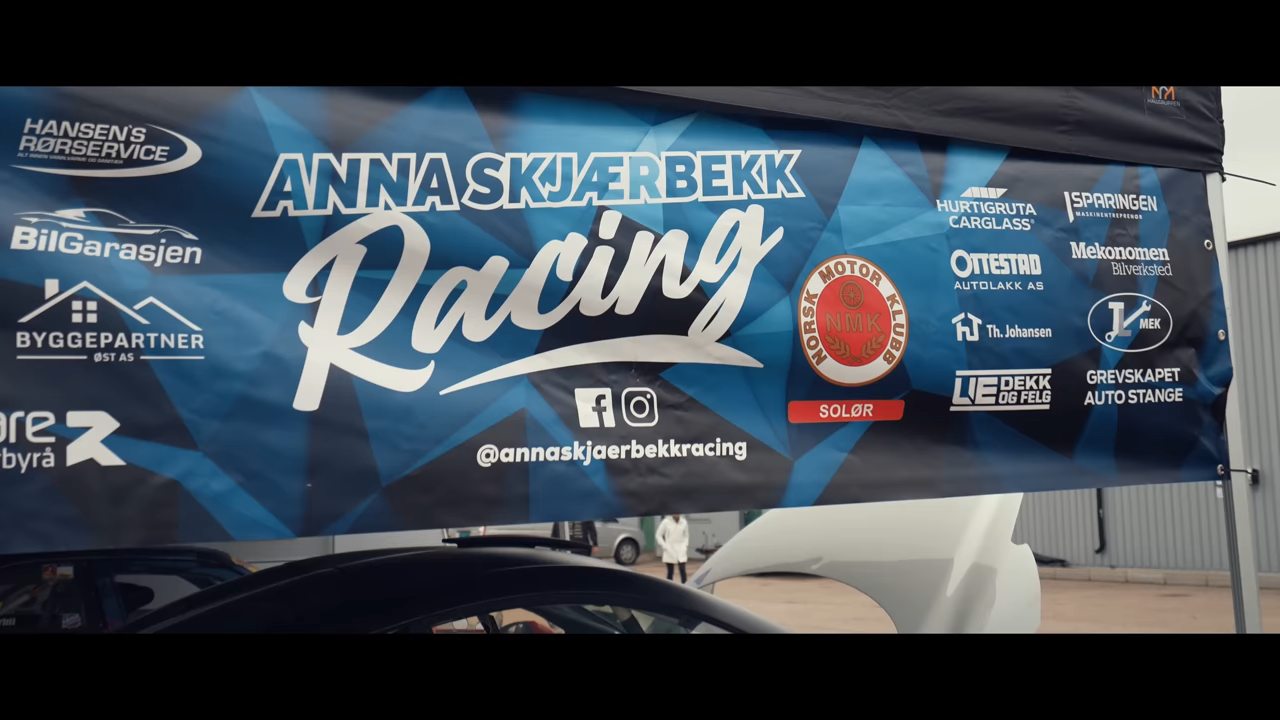 HANSEN'S
RØRSERVICE
BilGarasjen
BYGGEPARTNER
ØST AS
byrå
ANNA SKJÆRBEKK
Racing
@annaskjaerbekkracing
NORSK MOTOR KLUBB
NMK
SOLØR
HURTIGRUTA
CARGLASS
OTTESTAD
AUTOLAKK AS
Th. Johansen
DEKK
OG FELG
SPARINGEN
MASKINENTREPRENØR
Mekonomen
Bilverksted
MEK
GREVSKAPET
AUTO STANGE